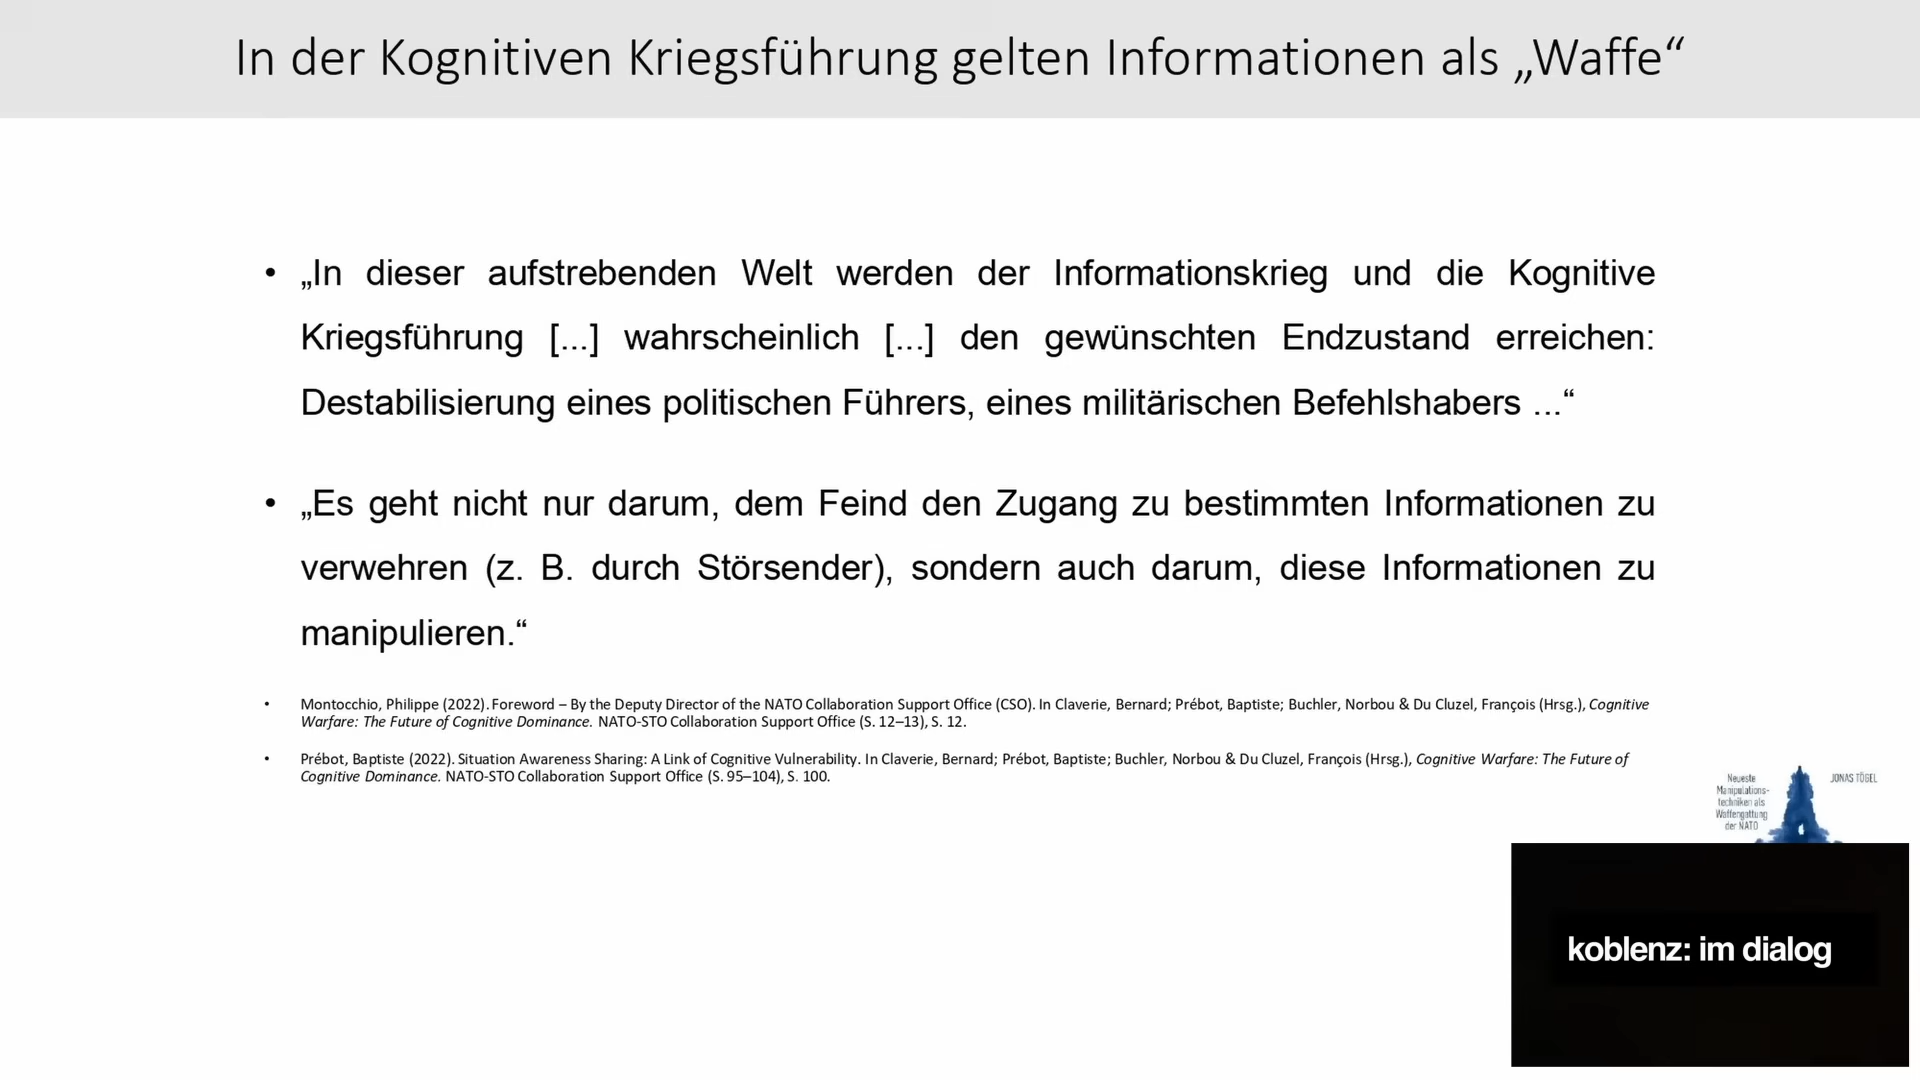 In der Kognitiven Kriegsführung gelten Informationen als „Waffe“
• „In dieser aufstrebenden Welt werden der Informationskrieg und die Kognitive
Kriegsführung [...] wahrscheinlich [...] den gewünschten Endzustand erreichen:
Destabilisierung eines politischen Führers, eines militärischen Befehlshabers ...“
• „Es geht nicht nur darum, dem Feind den Zugang zu bestimmten Informationen zu
verwehren (z. B. durch Störsender), sondern auch darum, diese Informationen zu
manipulieren.“
• Montocchio, Philippe (2022). Foreword – By the Deputy Director of the NATO Collaboration Support Office (CSO). In Claverie, Bernard; Prébot, Baptiste; Buchler, Norbou & Du Cluzel, François (Hrsg.), Cognitive
Warfare: The Future of Cognitive Dominance. NATO-STO Collaboration Support Office (S. 12–13), S. 12.
• Prébot, Baptiste (2022). Situation Awareness Sharing: A Link of Cognitive Vulnerability. In Claverie, Bernard; Prébot, Baptiste; Buchler, Norbou & Du Cluzel, François (Hrsg.), Cognitive Warfare: The Future of
Cognitive Dominance. NATO-STO Collaboration Support Office (S. 95–104), S. 100.
Neueste
Manipulations-
techniken als
Waffengattung
der NATO
JONAS TÖGEL
koblenz: im dialog